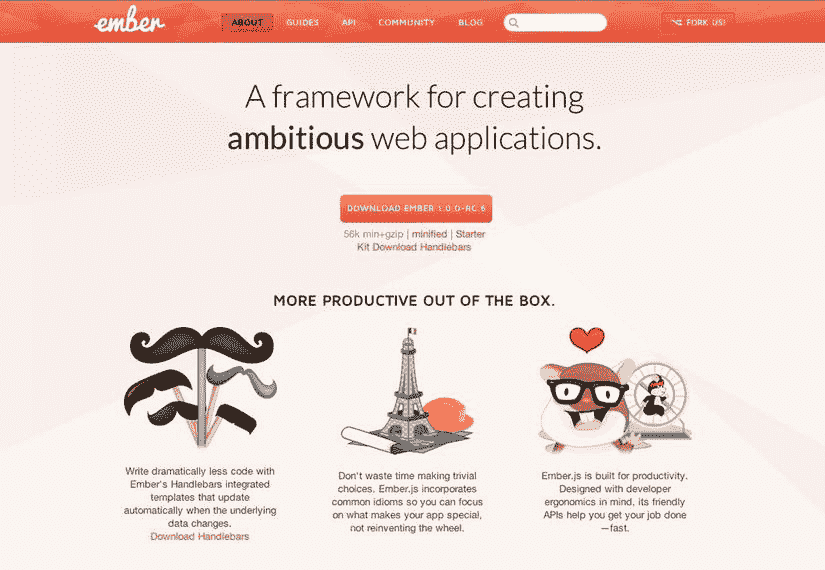 ember
ABOUT GUIDES API COMMUNITY BLOG FORK US!
A framework for creating
ambitious web applications.
DOWNLOAD EMBER 1.0.0-RC.6
56k min+gzip | minified | Starter
Kit Download Handlebars
MORE PRODUCTIVE OUT OF THE BOX.
Write dramatically less code with
Ember's Handlebars integrated
templates that update
automatically when the underlying
data changes.
Download Handlebars
Don't waste time making trivial
choices. Ember.js incorporates
common idioms so you can focus
on what makes your app special,
not reinventing the wheel.
Ember.js is built for productivity.
Designed with developer
ergonomics in mind, its friendly
APIs help you get your job done
—fast.